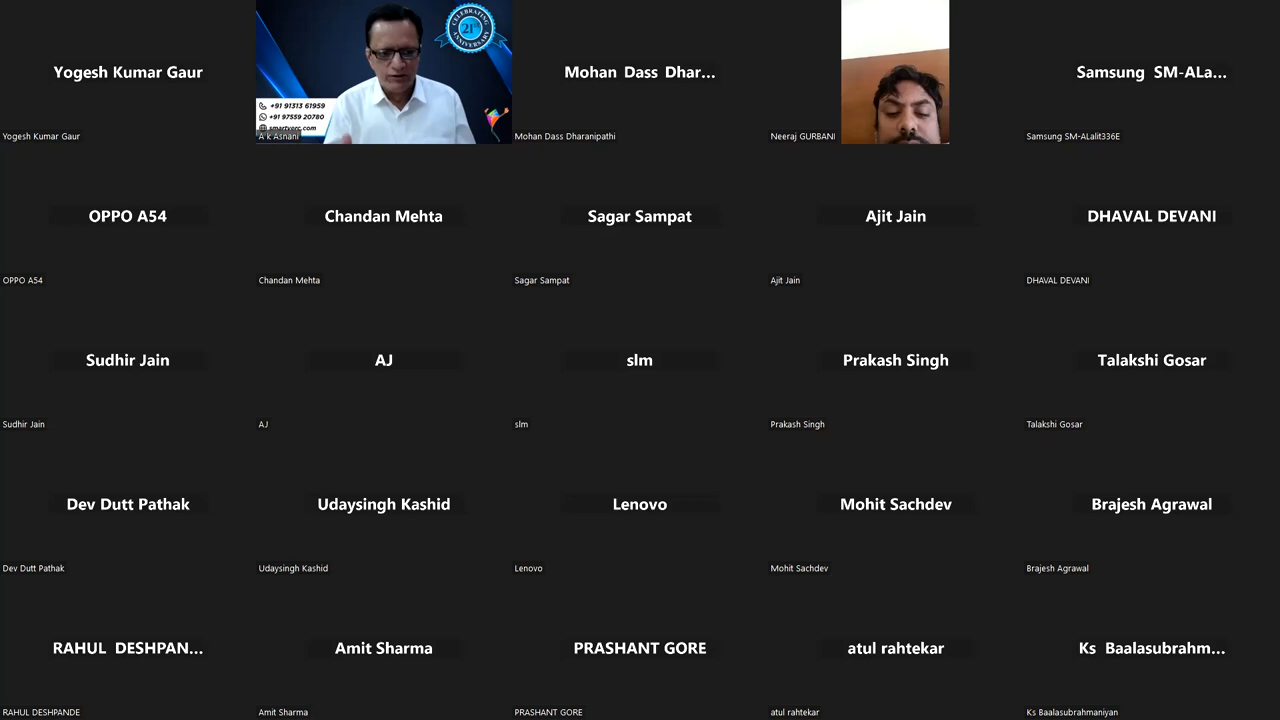 Yogesh Kumar Gaur
Yogesh Kumar Gaur
CELEBRATING
21st
ANNIVERSARY
+91 91313 61959
+91 97559 20780
A k Asnani
Mohan Dass Dhar...
Mohan Dass Dharanipathi
Neeraj GURBANI
Samsung SM-ALa...
Samsung SM-ALalit336E
OPPO A54
OPPO A54
Chandan Mehta
Chandan Mehta
Sagar Sampat
Sagar Sampat
Ajit Jain
Ajit Jain
DHAVAL DEVANI
DHAVAL DEVANI
Sudhir Jain
Sudhir Jain
AJ
AJ
slm
slm
Prakash Singh
Prakash Singh
Talakshi Gosar
Talakshi Gosar
Dev Dutt Pathak
Dev Dutt Pathak
Udaysingh Kashid
Udaysingh Kashid
Lenovo
Lenovo
Mohit Sachdev
Mohit Sachdev
Brajesh Agrawal
Brajesh Agrawal
RAHUL DESHPAN...
RAHUL DESHPANDE
Amit Sharma
Amit Sharma
PRASHANT GORE
PRASHANT GORE
atul rahtekar
atul rahtekar
Ks Baalasubrahm...
Ks Baalasubrahmaniyan